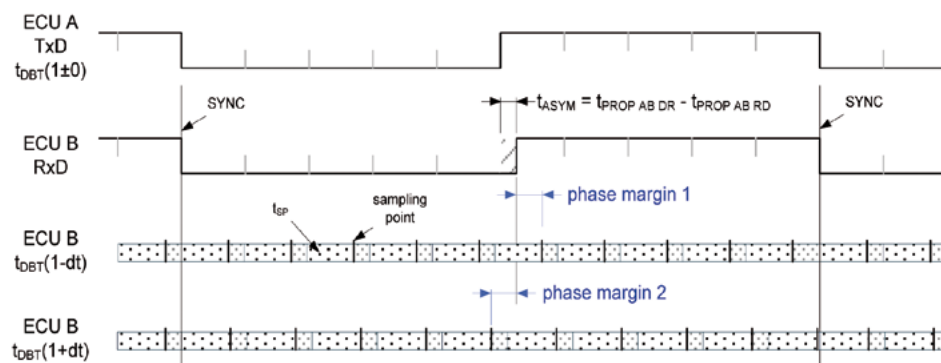 ECU A
TxD
tDBT(1±0)
SYNC
tASYM = tPROP AB DR - tPROP AB RD
SYNC
ECU B
RxD
phase margin 1
tSP
sampling
point
ECU B
tDBT(1-dt)
phase margin 2
ECU B
tDBT(1+dt)